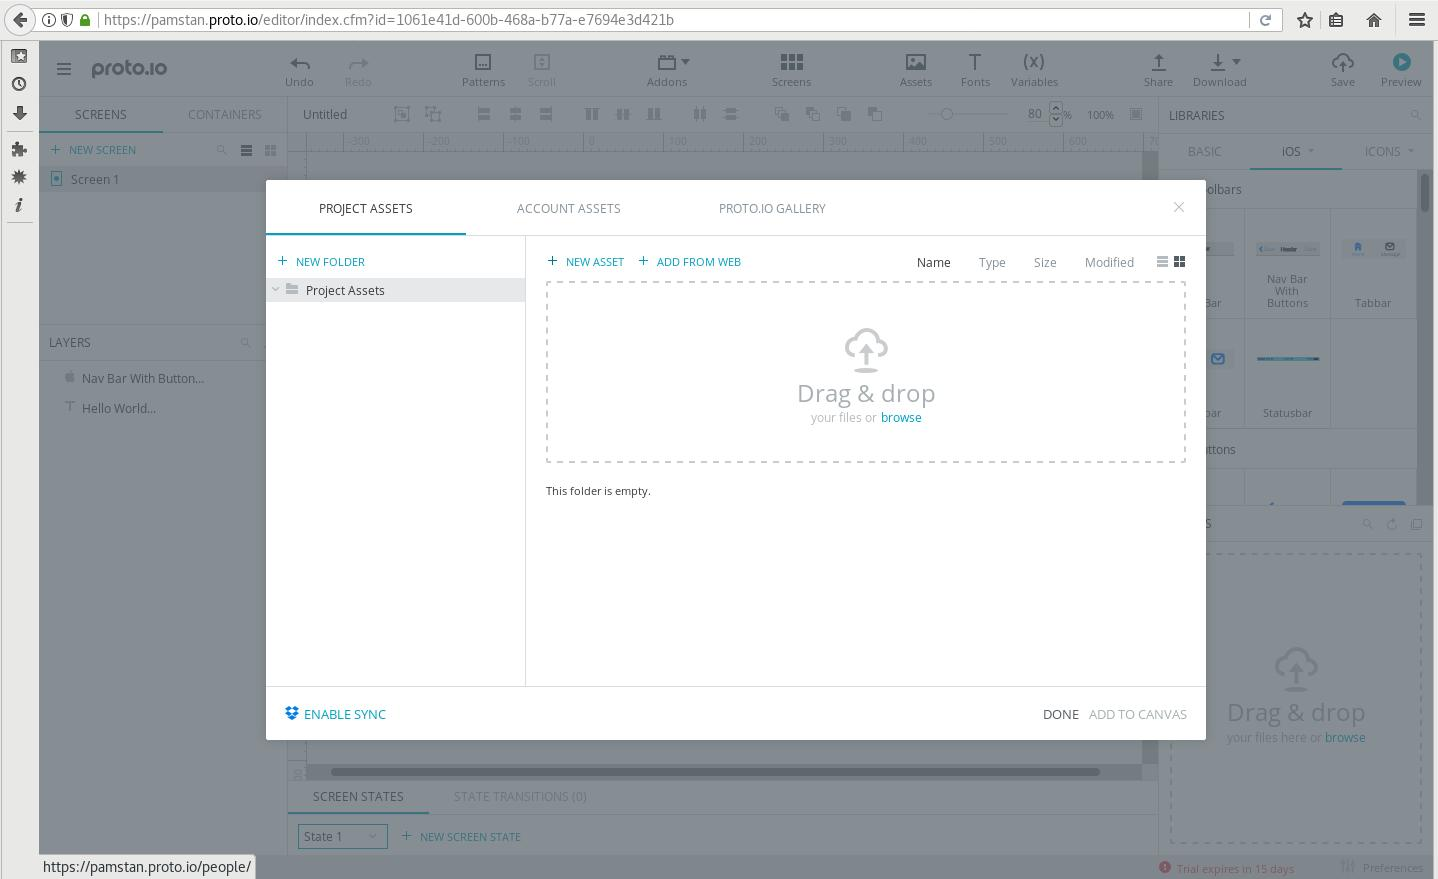 https://pamstan.proto.io/editor/index.cfm?id=1061e41d-600b-468a-b77a-e7694e3d421b
proto.io
Undo
Redo
Patterns
Scroll
Addons
Screens
Assets
Fonts
Variables
Share
Download
Save
Preview
SCREENS
CONTAINERS
Untitled
80 %
100%
LIBRARIES
NEW SCREEN
-300
-200
-100
0
100
200
300
400
500
600
70
BASIC
iOS
ICONS
Screen 1
olbars
PROJECT ASSETS
ACCOUNT ASSETS
PROTO.IO GALLERY
NEW FOLDER
NEW ASSET
ADD FROM WEB
Name
Type
Size
Modified
Project Assets
Drag & drop
your files or browse
This folder is empty.
Bar
Nav Bar
With
Buttons
Tabbar
LAYERS
Nav Bar With Button...
Hello World...
bar
Statusbar
ttons
S
ENABLE SYNC
DONE
ADD TO CANVAS
Drag & drop
your files here or browse
SCREEN STATES
STATE TRANSITIONS (0)
State 1
NEW SCREEN STATE
https://pamstan.proto.io/people/
Trial expires in 15 days
Preferences